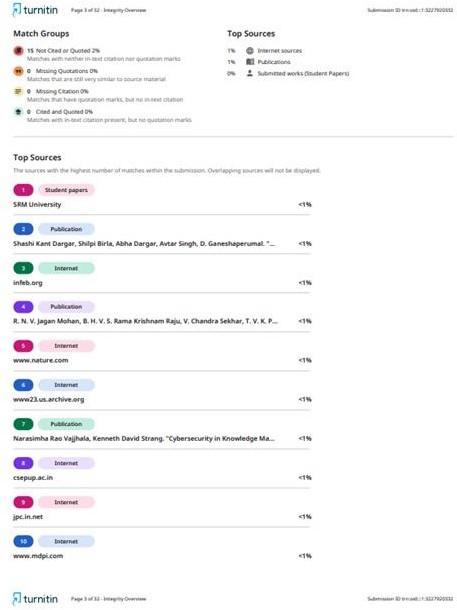 turnitin Page 3 of 32 - Integrity Overview Submission ID trn:oid:::1:3227920332
Match Groups
15 Not Cited or Quoted 2%
Matches with neither in-text citation nor quotation marks
0 Missing Quotations 0%
Matches that are still very similar to source material
0 Missing Citation 0%
Matches that have quotation marks, but no in-text citation
0 Cited and Quoted 0%
Matches with in-text citation present, but no quotation marks
Top Sources
1% Internet sources
1% Publications
0% Submitted works (Student Papers)
Top Sources
The sources with the highest number of matches within the submission. Overlapping sources will not be displayed.
1 Student papers
SRM University <1%
2 Publication
Shashi Kant Dargar, Shilpi Birla, Abha Dargar, Avtar Singh, D. Ganeshaperumal. "... <1%
3 Internet
infeb.org <1%
4 Publication
R. N. V. Jagan Mohan, B. H. V. S. Rama Krishnam Raju, V. Chandra Sekhar, T. V. K. P... <1%
5 Internet
www.nature.com <1%
6 Internet
www23.us.archive.org <1%
7 Publication
Narasimha Rao Vajjhala, Kenneth David Strang. "Cybersecurity in Knowledge Ma... <1%
8 Internet
csepup.ac.in <1%
9 Internet
jpc.in.net <1%
10 Internet
www.mdpi.com <1%
turnitin Page 3 of 32 - Integrity Overview Submission ID trn:oid:::1:3227920332